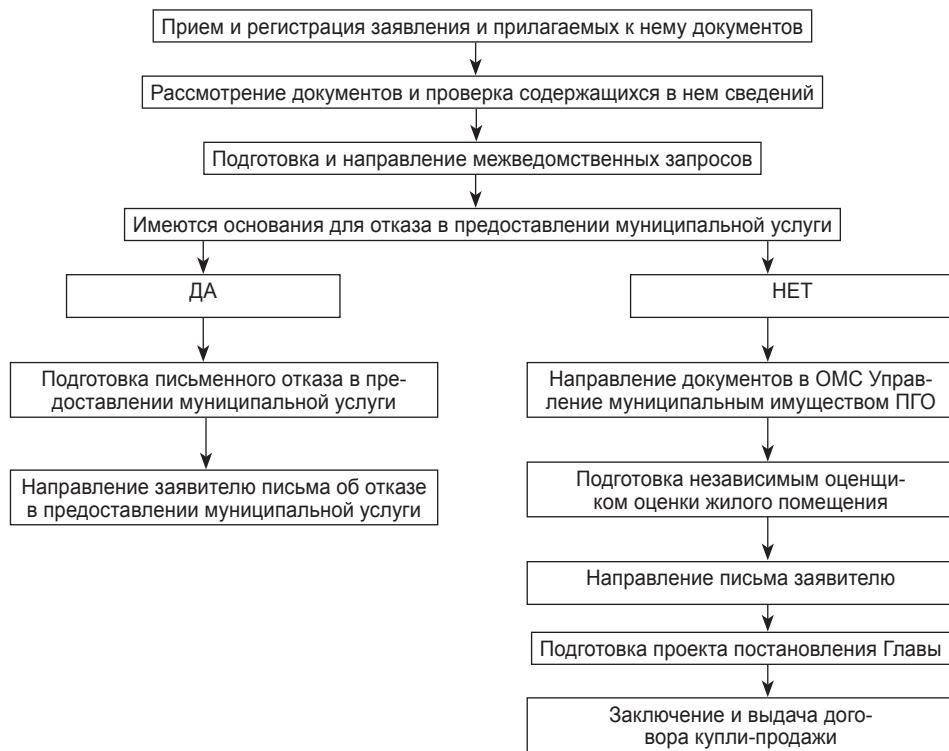 Прием и регистрация заявления и прилагаемых к нему документов
Рассмотрение документов и проверка содержащихся в нем сведений
Подготовка и направление межведомственных запросов
Имеются основания для отказа в предоставлении муниципальной услуги
ДА
Подготовка письменного отказа в пре-
доставлении муниципальной услуги
Направление заявителю письма об отказе
в предоставлении муниципальной услуги
НЕТ
Направление документов в ОМС Управ-
ление муниципальным имуществом ПГО
Подготовка независимым оценщи-
ком оценки жилого помещения
Направление письма заявителю
Подготовка проекта постановления Главы
Заключение и выдача дого-
вора купли-продажи